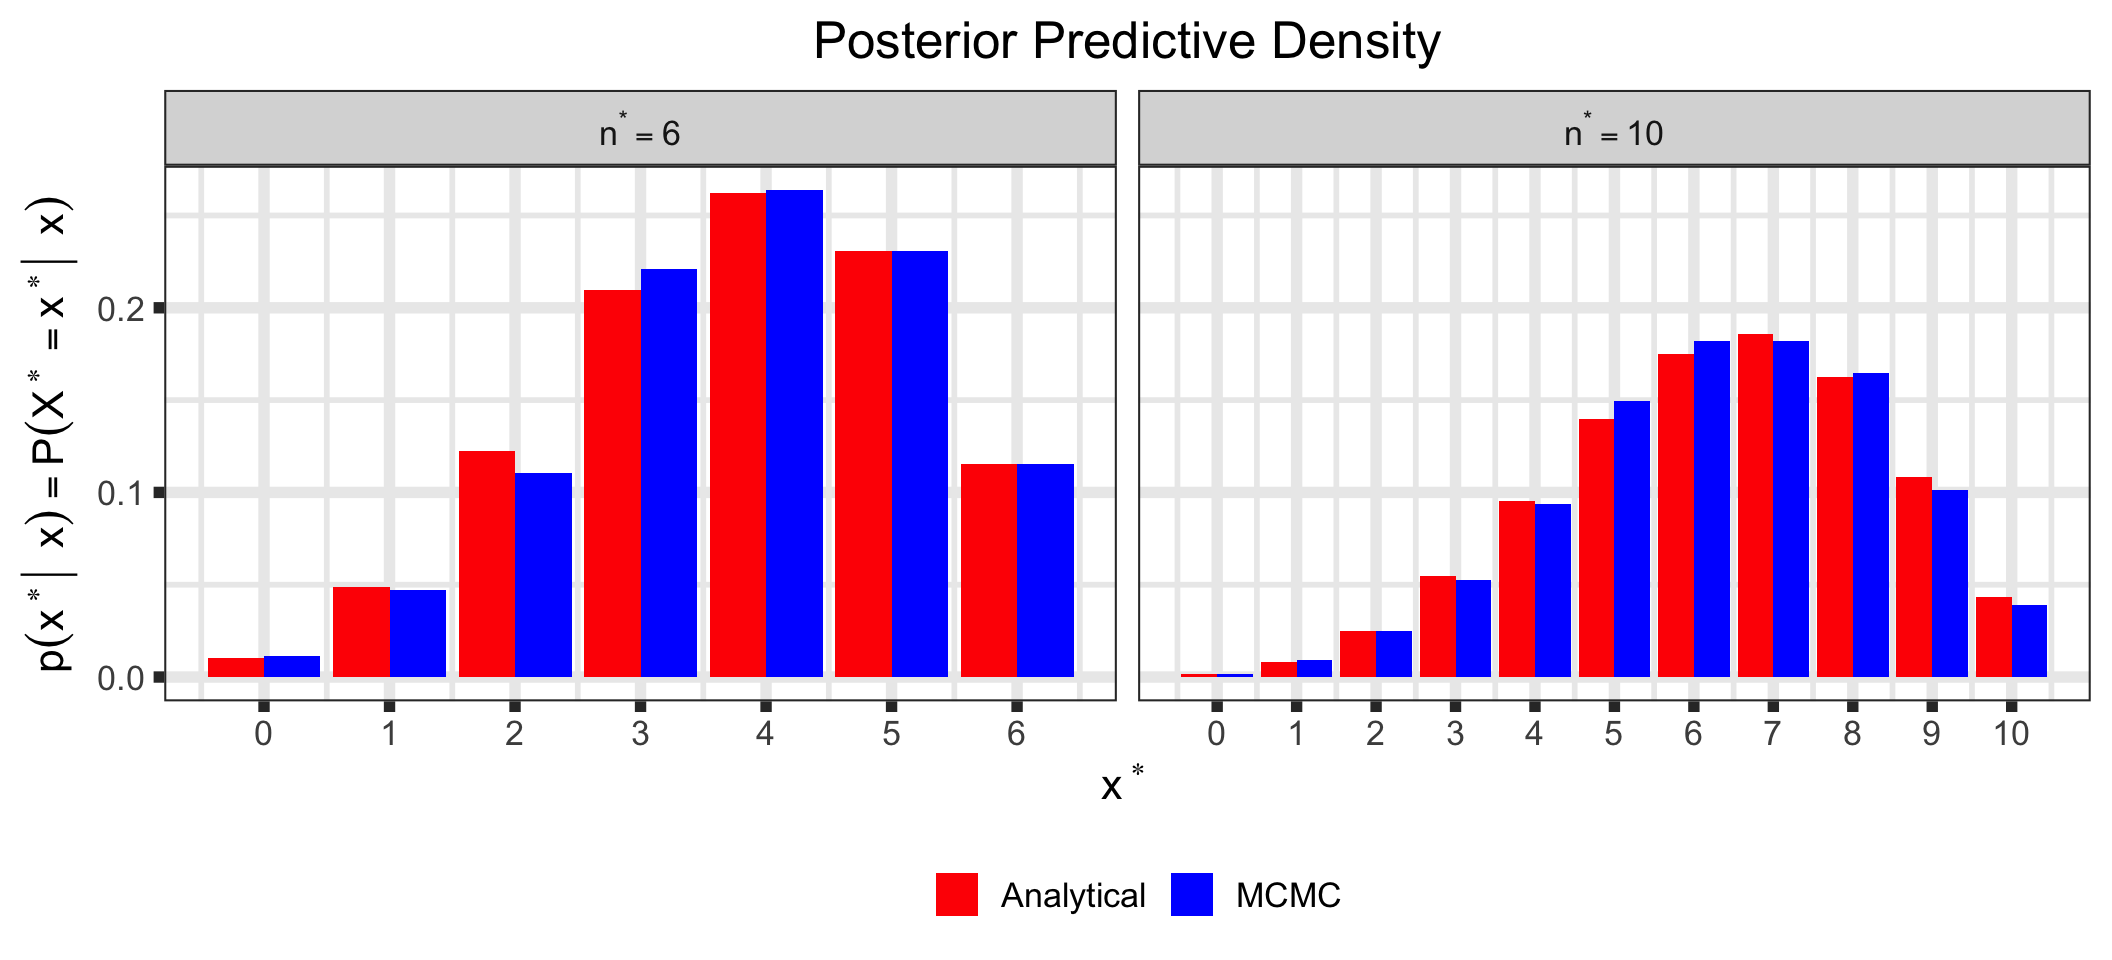 Posterior Predictive Density
n* = 6
n* = 10
p(x* | x) = P(X* = x* | x)
0.2
0.1
0.0
0 1 2 3 4 5 6
0 1 2 3 4 5 6 7 8 9 10
x*
Analytical MCMC